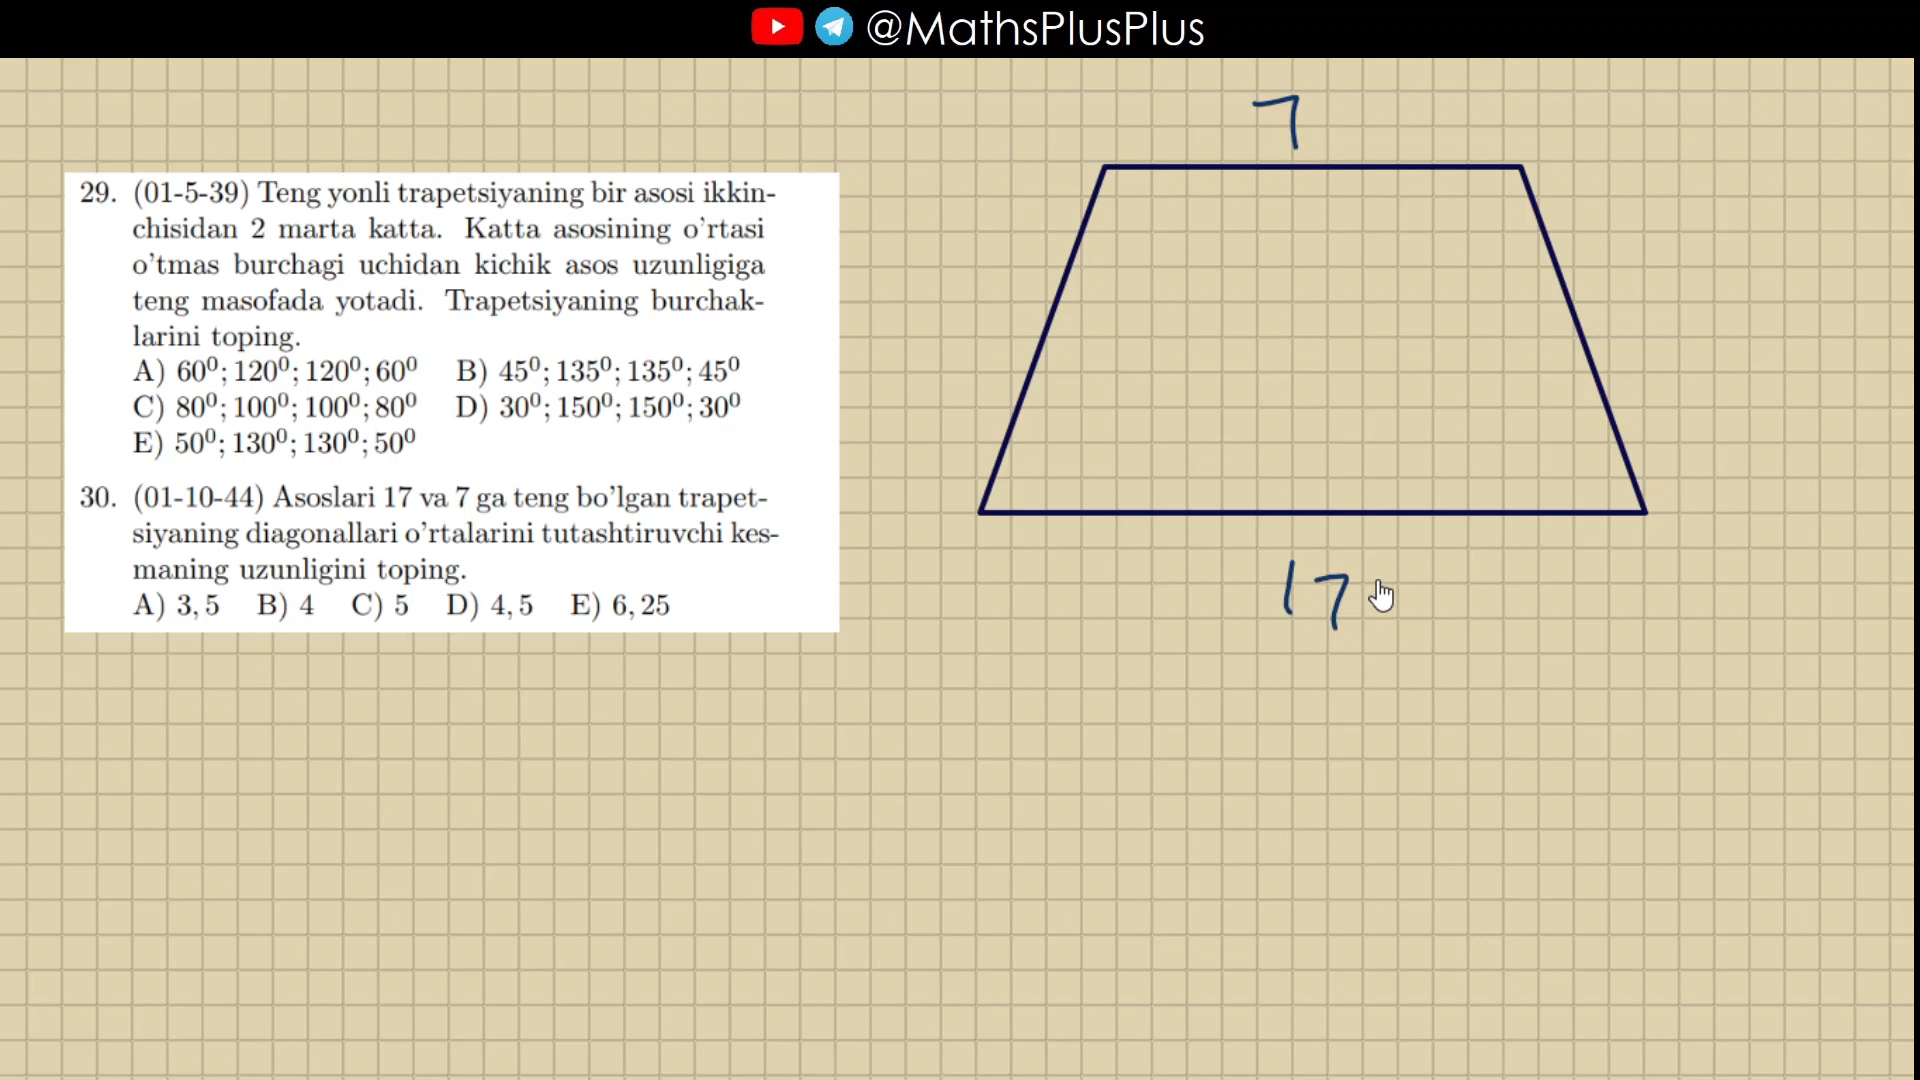 @MathsPlusPlus
29. (01-5-39) Teng yonli trapetsiyaning bir asosi ikkin-
chisidan 2 marta katta. Katta asosining o'rtasi
o'tmas burchagi uchidan kichik asos uzunligiga
teng masofada yotadi. Trapetsiyaning burchak-
larini toping.
A) 60⁰; 120⁰; 120⁰; 60⁰ B) 45⁰; 135⁰; 135⁰; 45⁰
C) 80⁰; 100⁰; 100⁰; 80⁰ D) 30⁰; 150⁰; 150⁰; 30⁰
E) 50⁰; 130⁰; 130⁰; 50⁰
30. (01-10-44) Asoslari 17 va 7 ga teng bo'lgan trapet-
siyaning diagonallari o'rtalarini tutashtiruvchi kes-
maning uzunligini toping.
A) 3, 5 B) 4 C) 5 D) 4, 5 E) 6, 25
7
17